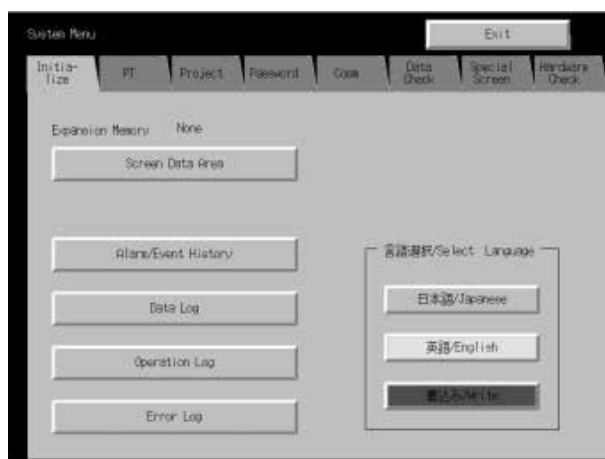 System Menu
Exit
Initia-
lize
PT
Project
Password
Comm
Data
Check
Special
Screen
Hardware
Check
Expansion Memory None
Screen Data Area
Alarm/Event History
Data Log
Operation Log
Error Log
言語選択/Select Language
日本語/Japanese
英語/English
書込み/Write